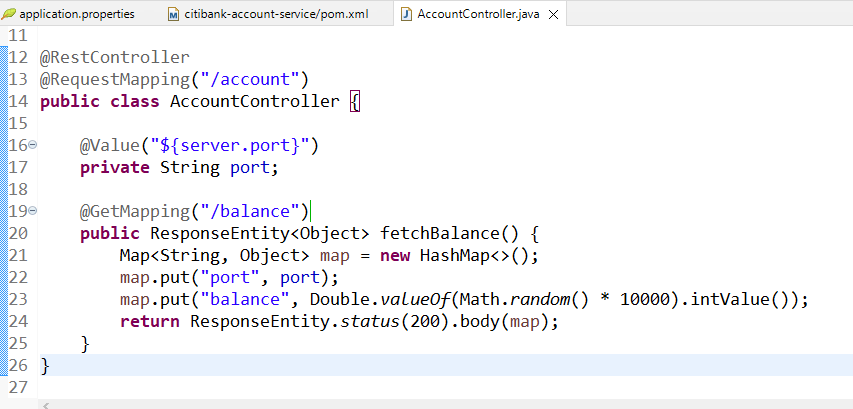 application.properties citibank-account-service/pom.xml AccountController.java
11
12 @RestController
13 @RequestMapping("/account")
14 public class AccountController {
15
16 @Value("${server.port}")
17 private String port;
18
19 @GetMapping("/balance")
20 public ResponseEntity<Object> fetchBalance() {
21 Map<String, Object> map = new HashMap<>();
22 map.put("port", port);
23 map.put("balance", Double.valueOf(Math.random() * 10000).intValue());
24 return ResponseEntity.status(200).body(map);
25 }
26 }
27